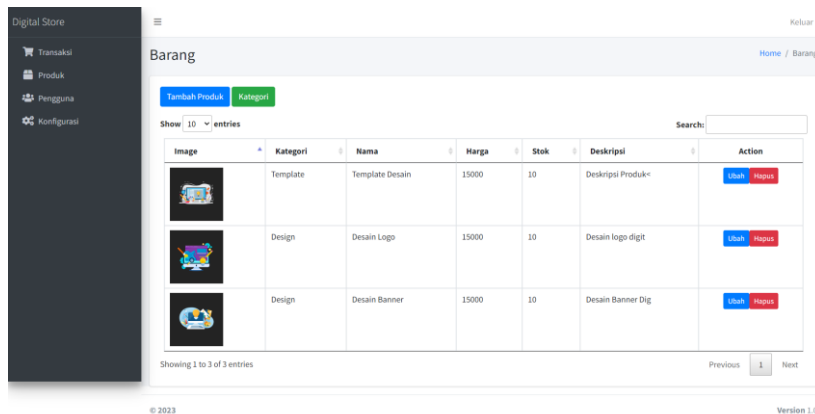 Digital Store
Keluar
Transaksi
Produk
Pengguna
Konfigurasi
Barang
Home / Barang
Tambah Produk Kategori
Show 10 entries Search:
Image Kategori Nama Harga Stok Deskripsi Action
Template Template Desain 15000 10 Deskripsi Produk< Ubah Hapus
Design Desain Logo 15000 10 Desain logo digit Ubah Hapus
Design Desain Banner 15000 10 Desain Banner Dig Ubah Hapus
Showing 1 to 3 of 3 entries Previous 1 Next
© 2023 Version 1.